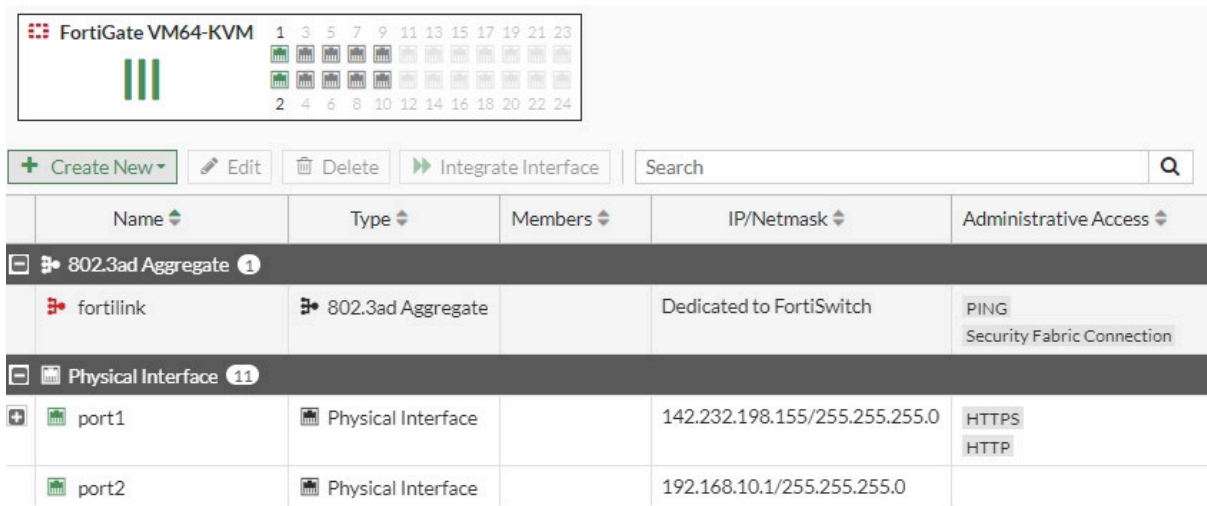 FortiGate VM64-KVM
1 3 5 7 9 11 13 15 17 19 21 23
2 4 6 8 10 12 14 16 18 20 22 24
Create New Edit Delete Integrate Interface Search
Name Type Members IP/Netmask Administrative Access
802.3ad Aggregate 1
fortilink 802.3ad Aggregate Dedicated to FortiSwitch PING
Security Fabric Connection
Physical Interface 11
port1 Physical Interface 142.232.198.155/255.255.255.0 HTTPS
HTTP
port2 Physical Interface 192.168.10.1/255.255.255.0